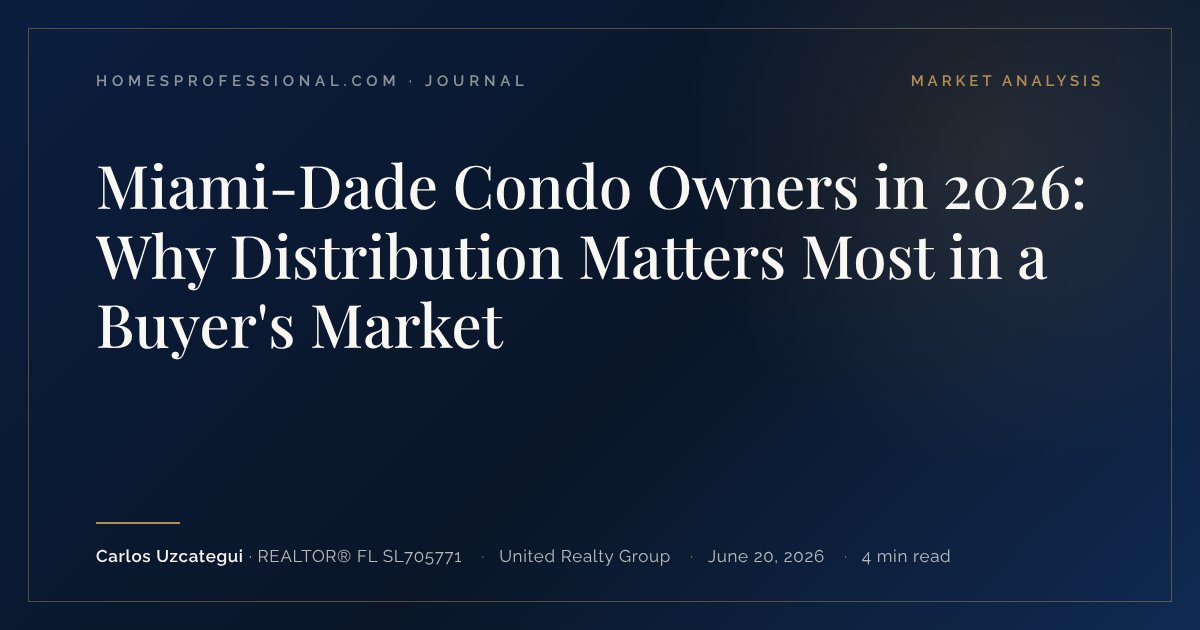 HOMESPROFESSIONAL.COM · JOURNAL
MARKET ANALYSIS
Miami-Dade Condo Owners in 2026:
Why Distribution Matters Most in a
Buyer's Market
Carlos Uzcategui · REALTOR® FL SL705771 · United Realty Group · June 20, 2026 · 4 min read